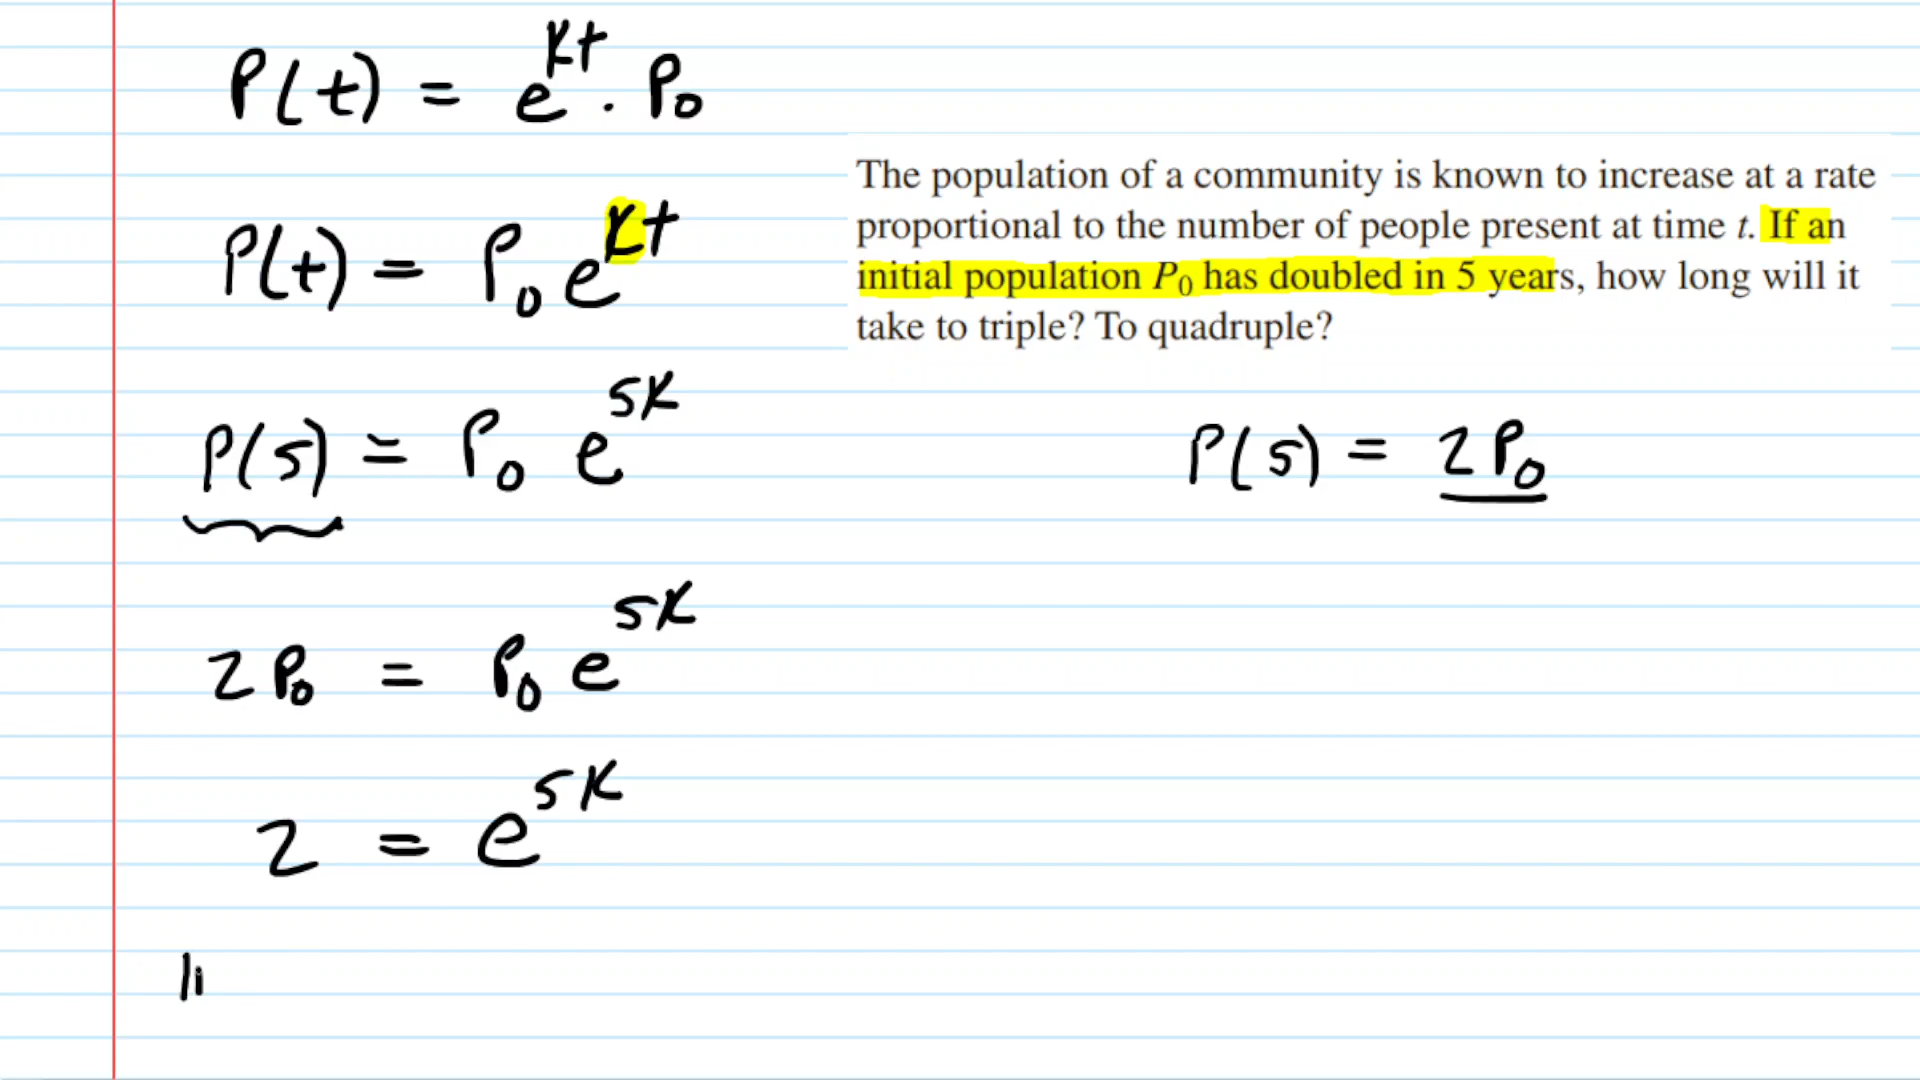 P(t) = e^{kt} · P₀
The population of a community is known to increase at a rate
proportional to the number of people present at time t. If an
initial population P₀ has doubled in 5 years, how long will it
take to triple? To quadruple?
P(t) = P₀ e^{kt}
P(5) = P₀ e^{5k}
P(5) = 2P₀
2P₀ = P₀ e^{5k}
2 = e^{5k}